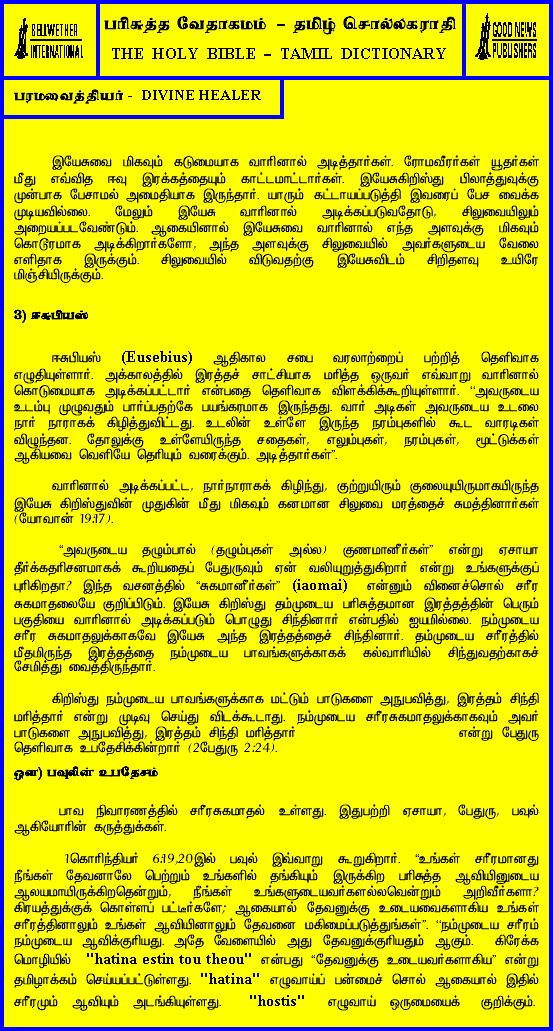 BELLWETHER
INTERNATIONAL
பரிசுத்த வேதாகமம் – தமிழ் சொல்லகராதி
THE HOLY BIBLE – TAMIL DICTIONARY
GOOD NEWS
PUBLISHERS
பரமவைத்தியர் - DIVINE HEALER
இயேசுவை மிகவும் கடுமையாக வாரினால் அடித்தார்கள். ரோமவீரர்கள் யூதர்கள்
மீது எவ்வித ஈவு இரக்கத்தையும் காட்டமாட்டார்கள். இயேசுகிறிஸ்து பிலாத்துவுக்கு
முன்பாக பேசாமல் அமைதியாக இருந்தார். யாரும் கட்டாயப்படுத்தி இவரைப் பேச வைக்க
முடியவில்லை. மேலும் இயேசு வாரினால் அடிக்கப்படுவதோடு, சிலுவையிலும்
அறையப்படவேண்டும். ஆகையினால் இயேசுவை வாரினால் எந்த அளவுக்கு மிகவும்
கொடூரமாக அடிக்கிறார்களோ, அந்த அளவுக்கு சிலுவையில் அவர்களுடைய வேலை
எளிதாக இருக்கும். சிலுவையில் விடுவதற்கு இயேசுவிடம் சிறிதளவு உயிரே
மிஞ்சியிருக்கும்.
3) ஈசுபியஸ்
ஈசுபியஸ் (Eusebius) ஆதிகால சபை வரலாற்றைப் பற்றித் தெளிவாக
எழுதியுள்ளார். அக்காலத்தில் இரத்தச் சாட்சியாக மரித்த ஒருவர் எவ்வாறு வாரினால்
கொடுமையாக அடிக்கப்பட்டார் என்பதை தெளிவாக விளக்கிக்கூறியுள்ளார். “அவருடைய
உடம்பு முழுவதும் பார்ப்பதற்கே பயங்கரமாக இருந்தது. வார் அடிகள் அவருடைய உடலை
நார் நாராகக் கிழித்துவிட்டது. உடலின் உள்ளே இருந்த நரம்புகளில் கூட வாரடிகள்
விழுந்தன. தோலுக்கு உள்ளேயிருந்த சதைகள், எலும்புகள், நரம்புகள், மூட்டுக்கள்
ஆகியவை வெளியே தெரியும் வரைக்கும். அடித்தார்கள்”.
வாரினால் அடிக்கப்பட்ட, நார்நாராகக் கிழிந்து, குற்றுயிரும் குலையுயிருமாகயிருந்த
இயேசு கிறிஸ்துவின் முதுகின் மீது மிகவும் கனமான சிலுவை மரத்தைச் சுமத்தினார்கள்
(யோவான் 19:17).
“அவருடைய தழும்பால் (தழும்புகள் அல்ல) குணமானீர்கள்” என்று ஏசாயா
தீர்க்கதரிசனமாகக் கூறியதைப் பேதுருவும் ஏன் வலியுறுத்துகிறார் என்று உங்களுக்குப்
புரிகிறதா? இந்த வசனத்தில் “சுகமானீர்கள்” (iaomai) என்னும் வினைச்சொல் சரீர
சுகமாதலையே குறிப்பிடும். இயேசு கிறிஸ்து தம்முடைய பரிசுத்தமான இரத்தத்தின் பெரும்
பகுதியை வாரினால் அடிக்கப்படும் பொழுது சிந்தினார் என்பதில் ஐயமில்லை. நம்முடைய
சரீர சுகமாதலுக்காகவே இயேசு அந்த இரத்தத்தைச் சிந்தினார். தம்முடைய சரீரத்தில்
மீதமிருந்த இரத்தத்தை நம்முடைய பாவங்களுக்காகக் கல்வாரியில் சிந்துவதற்காகச்
சேமித்து வைத்திருந்தார்.
கிறிஸ்து நம்முடைய பாவங்களுக்காக மட்டும் பாடுகளை அநுபவித்து, இரத்தம் சிந்தி
மரித்தார் என்று முடிவு செய்து விடக்கூடாது. நம்முடைய சரீரசுகமாதலுக்காகவும் அவர்
பாடுகளை அநுபவித்து, இரத்தம் சிந்தி மரித்தார் என்று பேதுரு
தெளிவாக உபதேசிக்கின்றார் (2பேதுரு 2:24).
ஒள) பவுலின் உபதேசம்
பாவ நிவாரணத்தில் சரீரசுகமாதல் உள்ளது. இதுபற்றி ஏசாயா, பேதுரு, பவுல்
ஆகியோரின் கருத்துக்கள்.
1கொரிந்தியர் 6:19,20இல் பவுல் இவ்வாறு கூறுகிறார். “உங்கள் சரீரமானது
நீங்கள் தேவனாலே பெற்றும் உங்களில் தங்கியும் இருக்கிற பரிசுத்த ஆவியினுடைய
ஆலயமாயிருக்கிறதென்றும், நீங்கள் உங்களுடையவர்களல்லவென்றும் அறிவீர்களா?
கிரயத்துக்குக் கொள்ளப் பட்டீர்களே; ஆகையால் தேவனுக்கு உடையவைகளாகிய உங்கள்
சரீரத்தினாலும் உங்கள் ஆவியினாலும் தேவனை மகிமைப்படுத்துங்கள்”. “நம்முடைய சரீரம்
நம்முடைய ஆவிக்குரியது. அதே வேளையில் அது தேவனுக்குரியதும் ஆகும். கிரேக்க
மொழியில் "hatina estin tou theou" என்பது “தேவனுக்கு உடையவர்களாகிய” என்று
தமிழாக்கம் செய்யப்பட்டுள்ளது. "hatina" எழுவாய்ப் பன்மைச் சொல் ஆகையால் இதில்
சரீரமும் ஆவியும் அடங்கியுள்ளது. "hostis" எழுவாய் ஒருமையைக் குறிக்கும்.